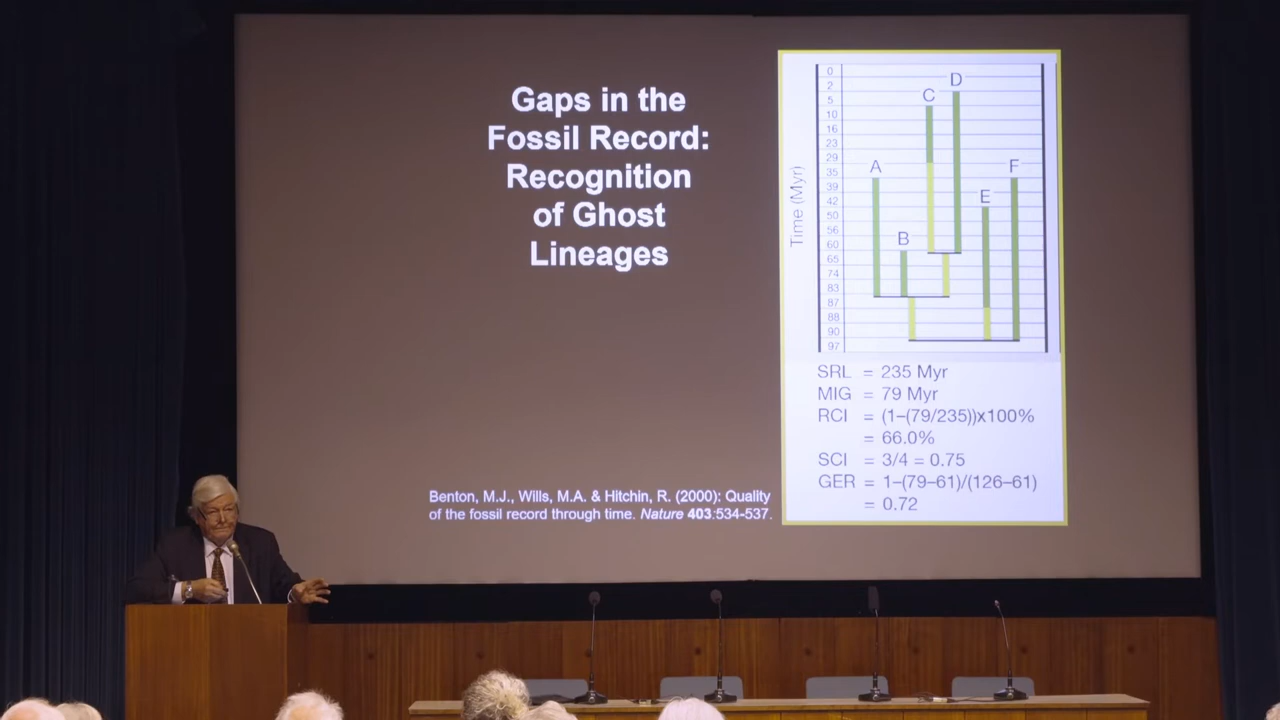 Gaps in the
Fossil Record:
Recognition
of Ghost
Lineages
Benton, M.J., Wills, M.A. & Hitchin, R. (2000): Quality
of the fossil record through time. Nature 403:534-537.
Time (Myr)
0
2
5
10
16
23
29
35
39
42
50
56
60
65
74
83
87
88
90
97
A
B
C
D
E
F
SRL = 235 Myr
MIG = 79 Myr
RCI = (1–(79/235))x100%
= 66.0%
SCI = 3/4 = 0.75
GER = 1–(79–61)/(126–61)
= 0.72